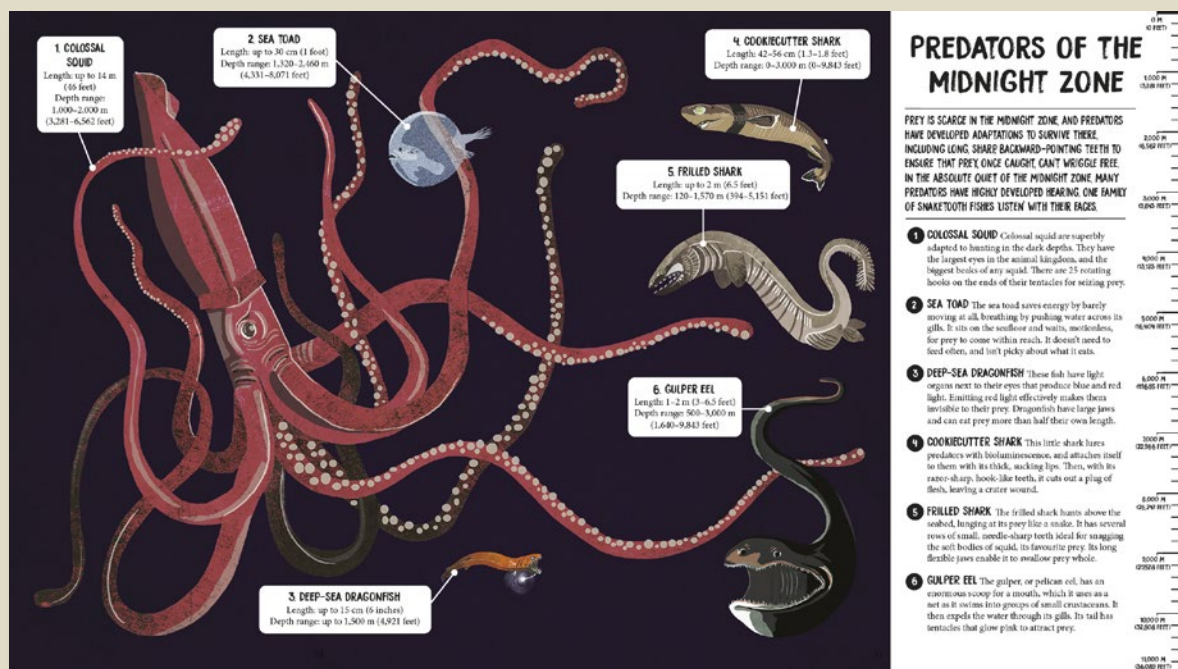 1. COLOSSAL
SQUID
Length: up to 14 m
(46 feet)
Depth range:
1,000–2,000 m
(3,281–6,562 feet)
2. SEA TOAD
Length: up to 30 cm (1 foot)
Depth range: 1,320–2,460 m
(4,331–8,071 feet)
4. COOKIECUTTER SHARK
Length: 42–56 cm (1.3–1.8 feet)
Depth range: 0–3,000 m (0–9,843 feet)
5. FRILLED SHARK
Length: up to 2 m (6.5 feet)
Depth range: 120–1,570 m (394–5,151 feet)
6. GULPER EEL
Length: 1–2 m (3–6.5 feet)
Depth range: 500–3,000 m
(1,640–9,843 feet)
3. DEEP-SEA DRAGONFISH
Length: up to 15 cm (6 inches)
Depth range: up to 1,500 m (4,921 feet)
PREDATORS OF THE
MIDNIGHT ZONE
PREY IS SCARCE IN THE MIDNIGHT ZONE, AND PREDATORS
HAVE DEVELOPED ADAPTATIONS TO SURVIVE THERE,
INCLUDING LONG, SHARP BACKWARD-POINTING TEETH TO
ENSURE THAT PREY, ONCE CAUGHT, CAN'T WRIGGLE FREE.
IN THE ABSOLUTE QUIET OF THE MIDNIGHT ZONE, MANY
PREDATORS HAVE HIGHLY DEVELOPED HEARING. ONE FAMILY
OF SNAKETOOTH FISHES 'LISTEN' WITH THEIR FACES.
1 COLOSSAL SQUID Colossal squid are superbly
adapted to hunting in the dark depths. They have
the largest eyes in the animal kingdom, and the
biggest beaks of any squid. There are 25 rotating
hooks on the ends of their tentacles for seizing prey.
2 SEA TOAD The sea toad saves energy by barely
moving at all, breathing by pushing water across its
gills. It sits on the seafloor and waits, motionless,
for prey to come within reach. It doesn't need to
feed often, and isn't picky about what it eats.
3 DEEP-SEA DRAGONFISH These fish have light
organs next to their eyes that produce blue and red
light. Emitting red light effectively makes them
invisible to their prey. Dragonfish have large jaws
and can eat prey more than half their own length.
4 COOKIECUTTER SHARK This little shark lures
predators with bioluminescence, and attaches itself
to them with its thick, sucking lips. Then, with its
razor-sharp, hook-like teeth, it cuts out a plug of
flesh, leaving a crater wound.
5 FRILLED SHARK The frilled shark hunts above the
seabed, lunging at its prey like a snake. It has several
rows of small, needle-sharp teeth ideal for snagging
the soft bodies of squid, its favourite prey. Its long
flexible jaws enable it to swallow prey whole.
6 GULPER EEL The gulper, or pelican eel, has an
enormous scoop for a mouth, which it uses as a
net as it swims into groups of small crustaceans. It
then expels the water through its gills. Its tail has
tentacles that glow pink to attract prey.
0 M
(0 FEET)
1,000 M
(3,281 FEET)
2,000 M
(6,562 FEET)
3,000 M
(9,843 FEET)
4,000 M
5,000 M
6,000 M
7,000 M
8,000 M
9,000 M
10,000 M
11,000 M